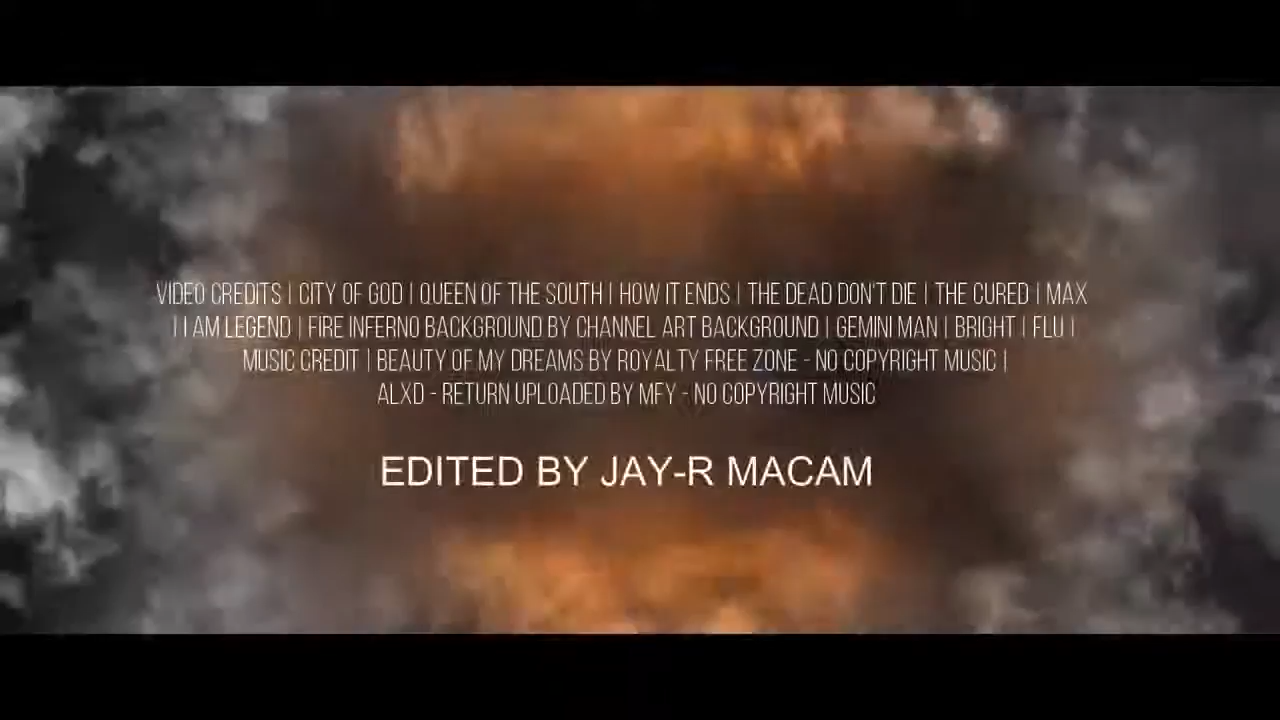 VIDEO CREDITS | CITY OF GOD | QUEEN OF THE SOUTH | HOW IT ENDS | THE DEAD DON'T DIE | THE CURED | MAX
| I AM LEGEND | FIRE INFERNO BACKGROUND BY CHANNEL ART BACKGROUND | GEMINI MAN | BRIGHT | FLU |
MUSIC CREDIT | BEAUTY OF MY DREAMS BY ROYALTY FREE ZONE - NO COPYRIGHT MUSIC |
ALXD - RETURN UPLOADED BY MFY - NO COPYRIGHT MUSIC
EDITED BY JAY-R MACAM